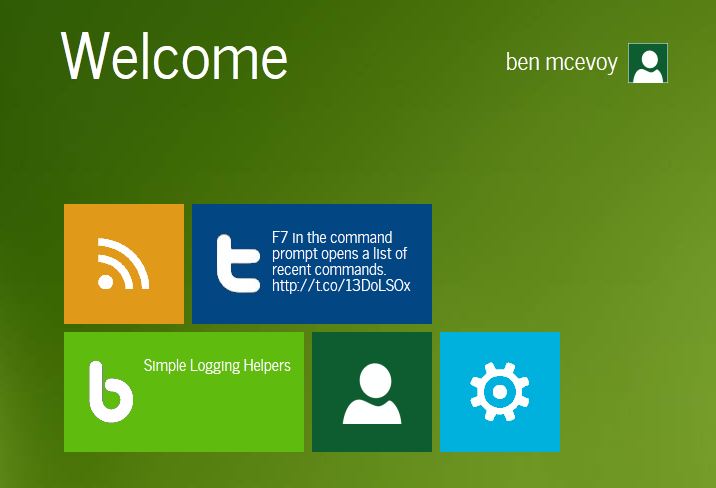 Welcome
ben mcevoy
F7 in the command
prompt opens a list of
recent commands.
http://t.co/13DoLSOx
Simple Logging Helpers